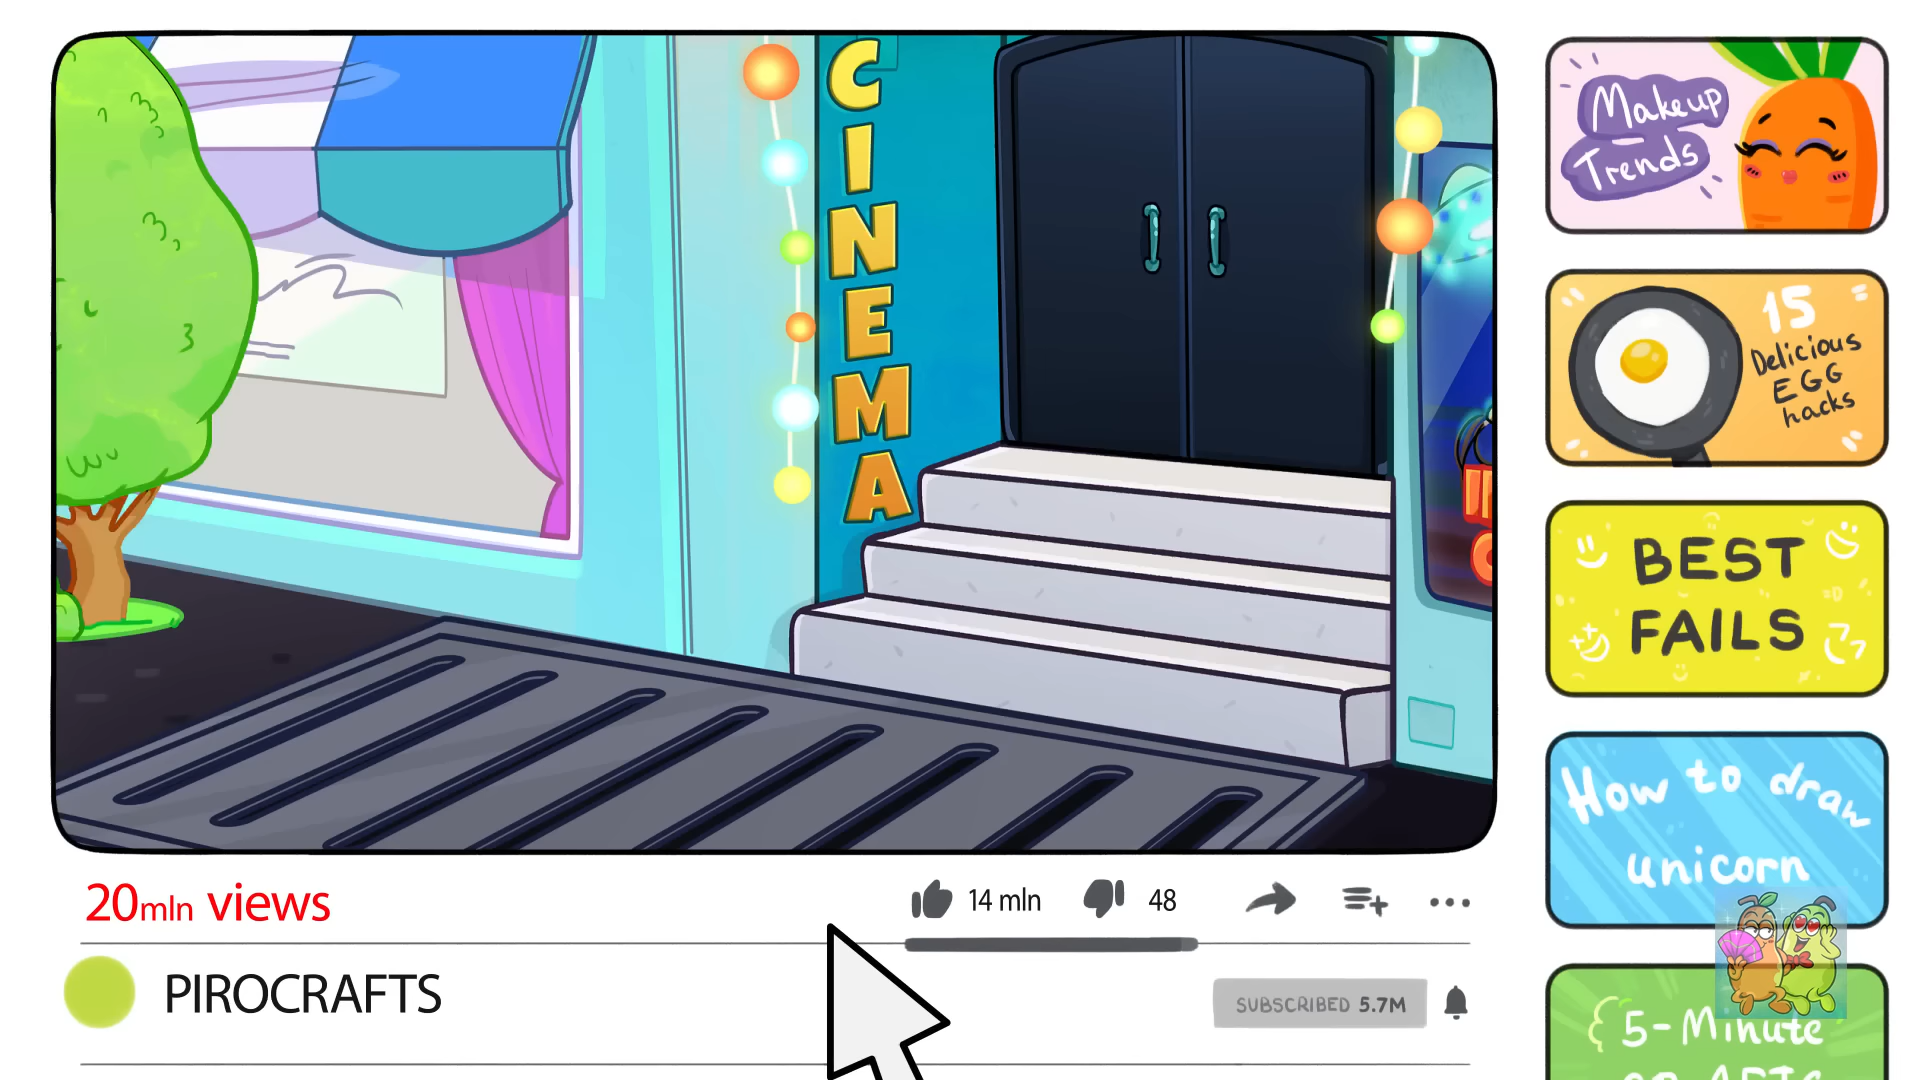 CINEMA
20mln views
14 mln
48
PIROCRAFTS
SUBSCRIBED 5.7M
Makeup
Trends
15
Delicious
EGG
hacks
BEST
FAILS
How to draw
unicorn
5-Minute